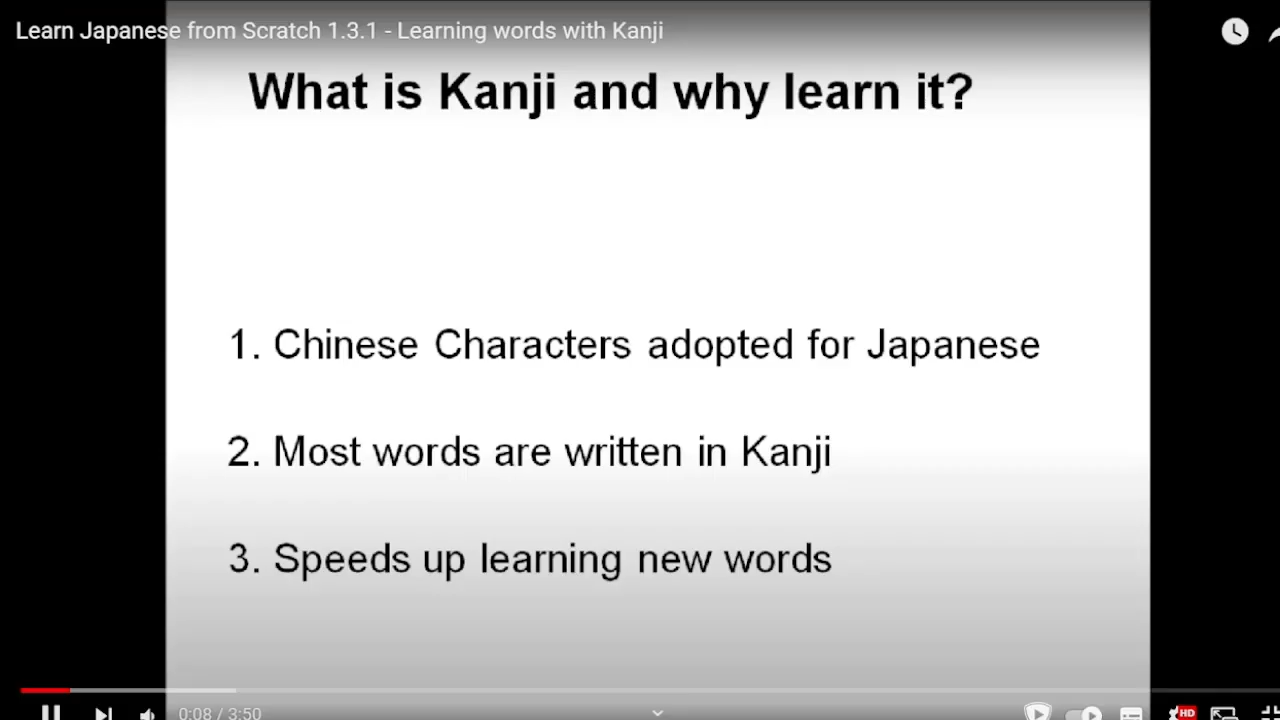 Learn Japanese from Scratch 1.3.1 - Learning words with Kanji
What is Kanji and why learn it?
1. Chinese Characters adopted for Japanese
2. Most words are written in Kanji
3. Speeds up learning new words
0:08 / 3:50
HD